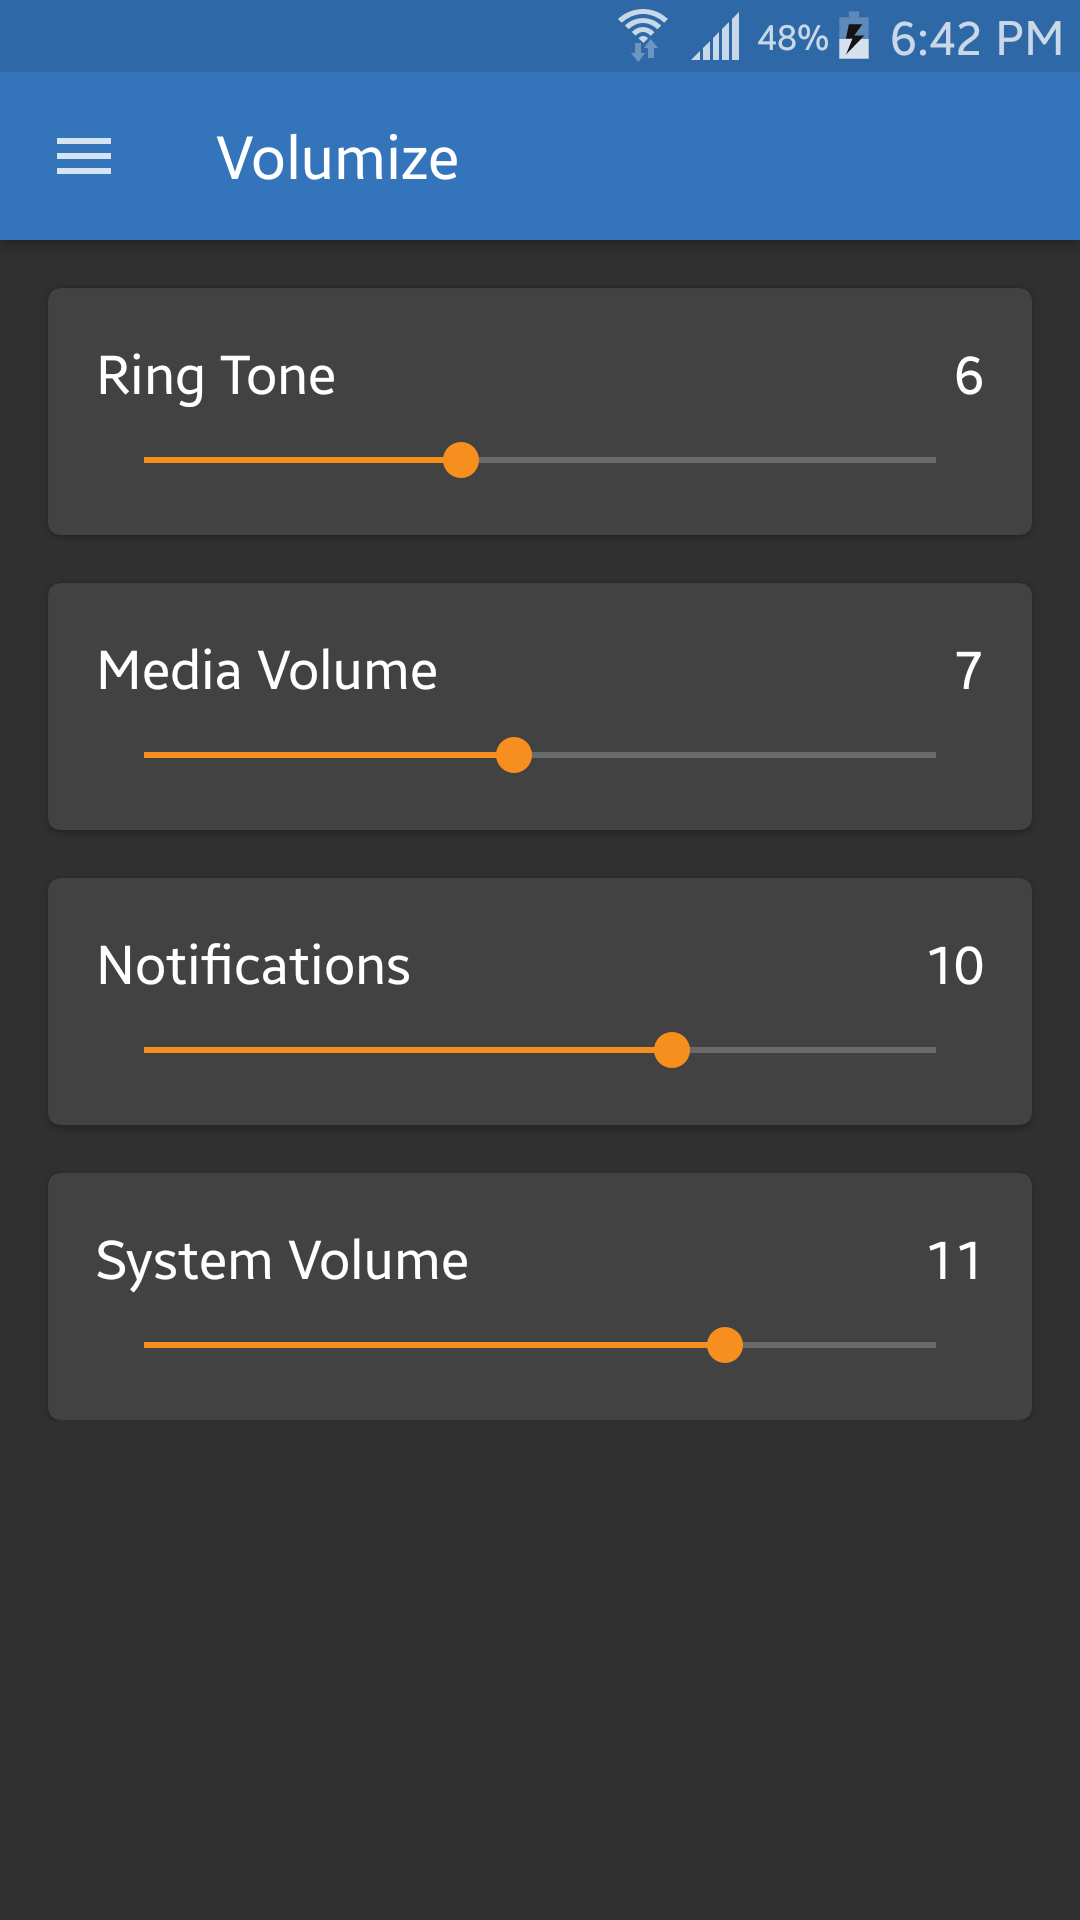 48% 6:42 PM
Volumize
Ring Tone 6
Media Volume 7
Notifications 10
System Volume 11